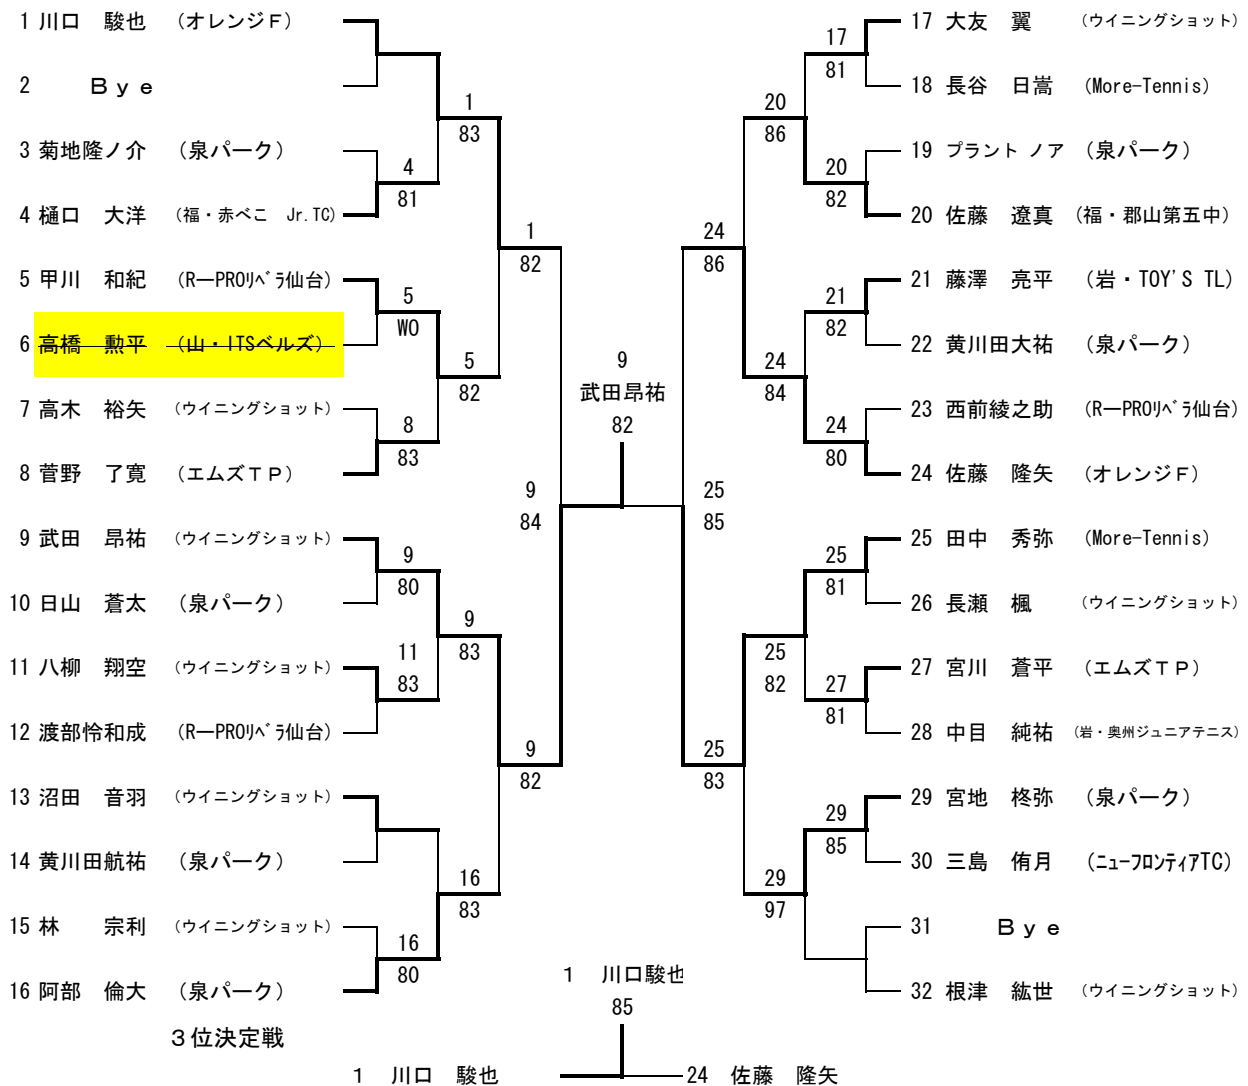 1 川口　駿也　(オレンジＦ)
2　　Ｂｙｅ
3 菊地隆ノ介　(泉パーク)
4 樋口　大洋　(福・赤べこ　Jr.TC)
5 甲川　和紀　(R―PROﾘﾍﾞﾗ仙台)
6 高橋　勲平　(山・ITSベルズ)
7 高木　裕矢　(ウイニングショット)
8 菅野　了寛　(エムズＴＰ)
9 武田　昂祐　(ウイニングショット)
10 日山　蒼太　(泉パーク)
11 八柳　翔空　(ウイニングショット)
12 渡部怜和成　(R―PROﾘﾍﾞﾗ仙台)
13 沼田　音羽　(ウイニングショット)
14 黄川田航祐　(泉パーク)
15 林　　宗利　(ウイニングショット)
16 阿部　倫大　(泉パーク)
4
81
5
WO
8
83
9
80
11
83
16
80
1
83
5
82
9
83
16
83
1
82
9
82
9
84
9
武田昂祐
82
25
85
24
86
25
83
20
86
24
84
25
82
29
97
17
81
20
82
21
82
24
80
25
81
27
81
29
85
17 大友　翼　(ウイニングショット)
18 長谷　日嵩　(More-Tennis)
19 プラント ノア　(泉パーク)
20 佐藤　遼真　(福・郡山第五中)
21 藤澤　亮平　(岩・TOY'S TL)
22 黄川田大祐　(泉パーク)
23 西前綾之助　(R―PROﾘﾍﾞﾗ仙台)
24 佐藤　隆矢　(オレンジＦ)
25 田中　秀弥　(More-Tennis)
26 長瀬　楓　(ウイニングショット)
27 宮川　蒼平　(エムズＴＰ)
28 中目　純祐　(岩・奥州ジュニアテニス)
29 宮地　柊弥　(泉パーク)
30 三島　侑月　(ﾆｭｰﾌﾛﾝﾃｨｱTC)
31　　Ｂｙｅ
32 根津　紘世　(ウイニングショット)
３位決定戦
1　川口駿也
85
1　川口　駿也
24　佐藤　隆矢